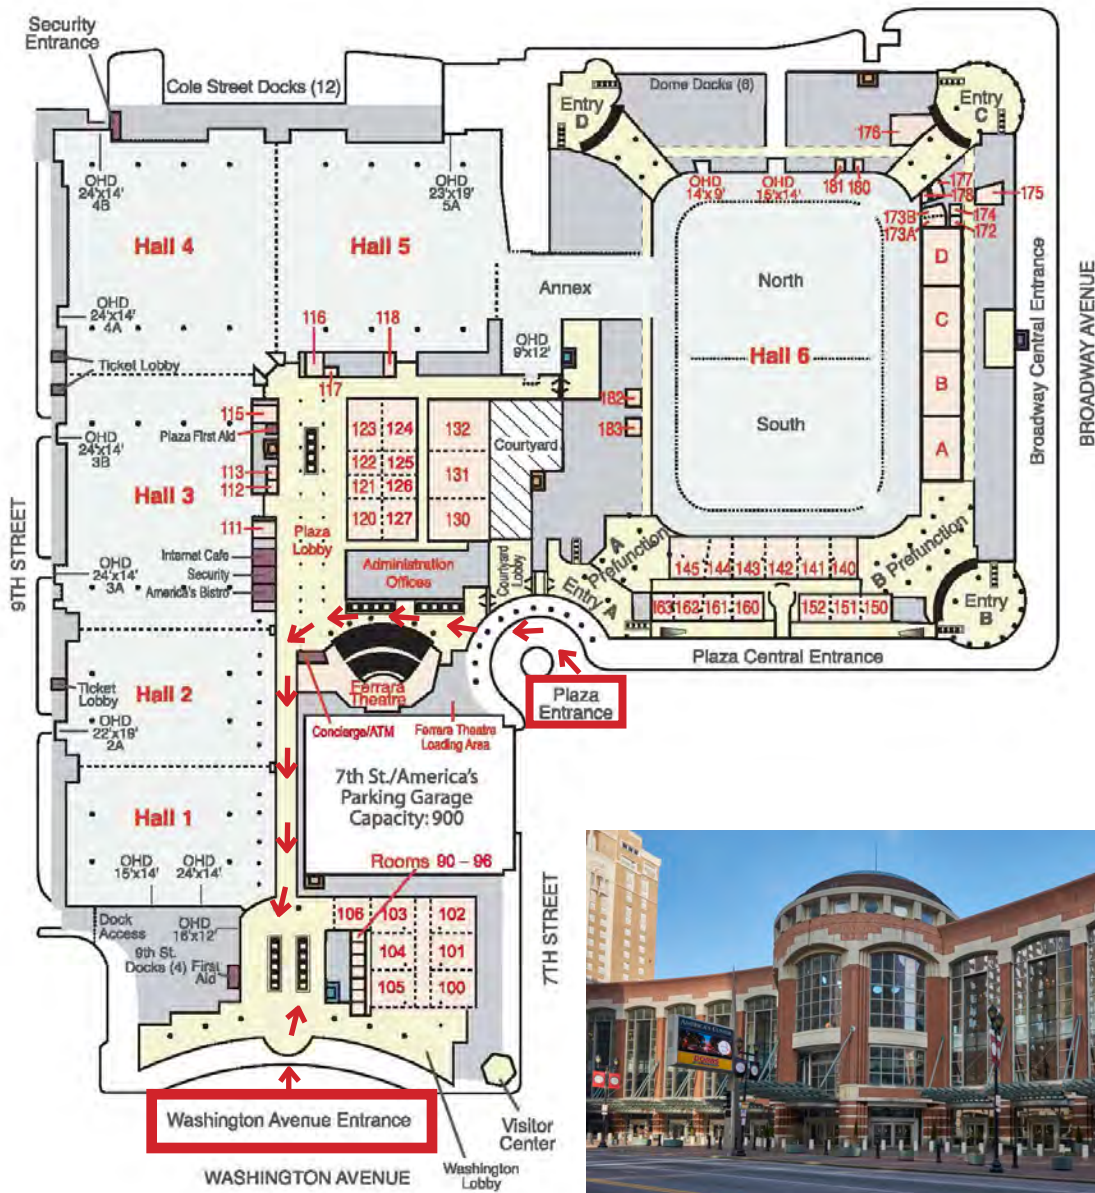 Security
Entrance
Cole Street Docks (12)
Dome Docks (6)
Entry
D
Entry
C
176
OHD
24'x14'
4B
OHD
23'x19'
5A
OHD
14'x9'
OHD
15'x14'
181
180
177
178
175
173B
173A
174
172
Hall 4
Hall 5
Annex
North
Hall 6
South
D
C
B
A
Broadway Central Entrance
BROADWAY AVENUE
OHD
24'x14'
4A
Ticket Lobby
116
118
117
OHD
9'x12'
182
183
115
Plaza First Aid
113
112
111
OHD
24'x14'
3B
Hall 3
9TH STREET
123
124
132
122
125
121
126
131
120
127
130
Courtyard
Plaza
Lobby
Internet Cafe
Security
America's Bistro
OHD
24'x14'
3A
Administration
Offices
Courtyard
Lobby
A
Prefunction
Entry A
145
144
143
142
141
140
B Prefunction
163
162
161
160
152
151
150
Entry
B
Plaza Central Entrance
Plaza
Entrance
Ticket
Lobby
Hall 2
OHD
22'x19'
2A
Ferrara
Theatre
Concierge/ATM
Ferrara Theatre
Loading Area
7th St./America's
Parking Garage
Capacity: 900
Rooms 90 – 96
Hall 1
OHD
15'x14'
OHD
24'x14'
Dock
Access
OHD
16'x12'
9th St.
Docks (4)
First
Aid
106
103
102
104
101
105
100
7TH STREET
Washington Avenue Entrance
Visitor
Center
Washington
Lobby
WASHINGTON AVENUE
AMERICA'S CENTER